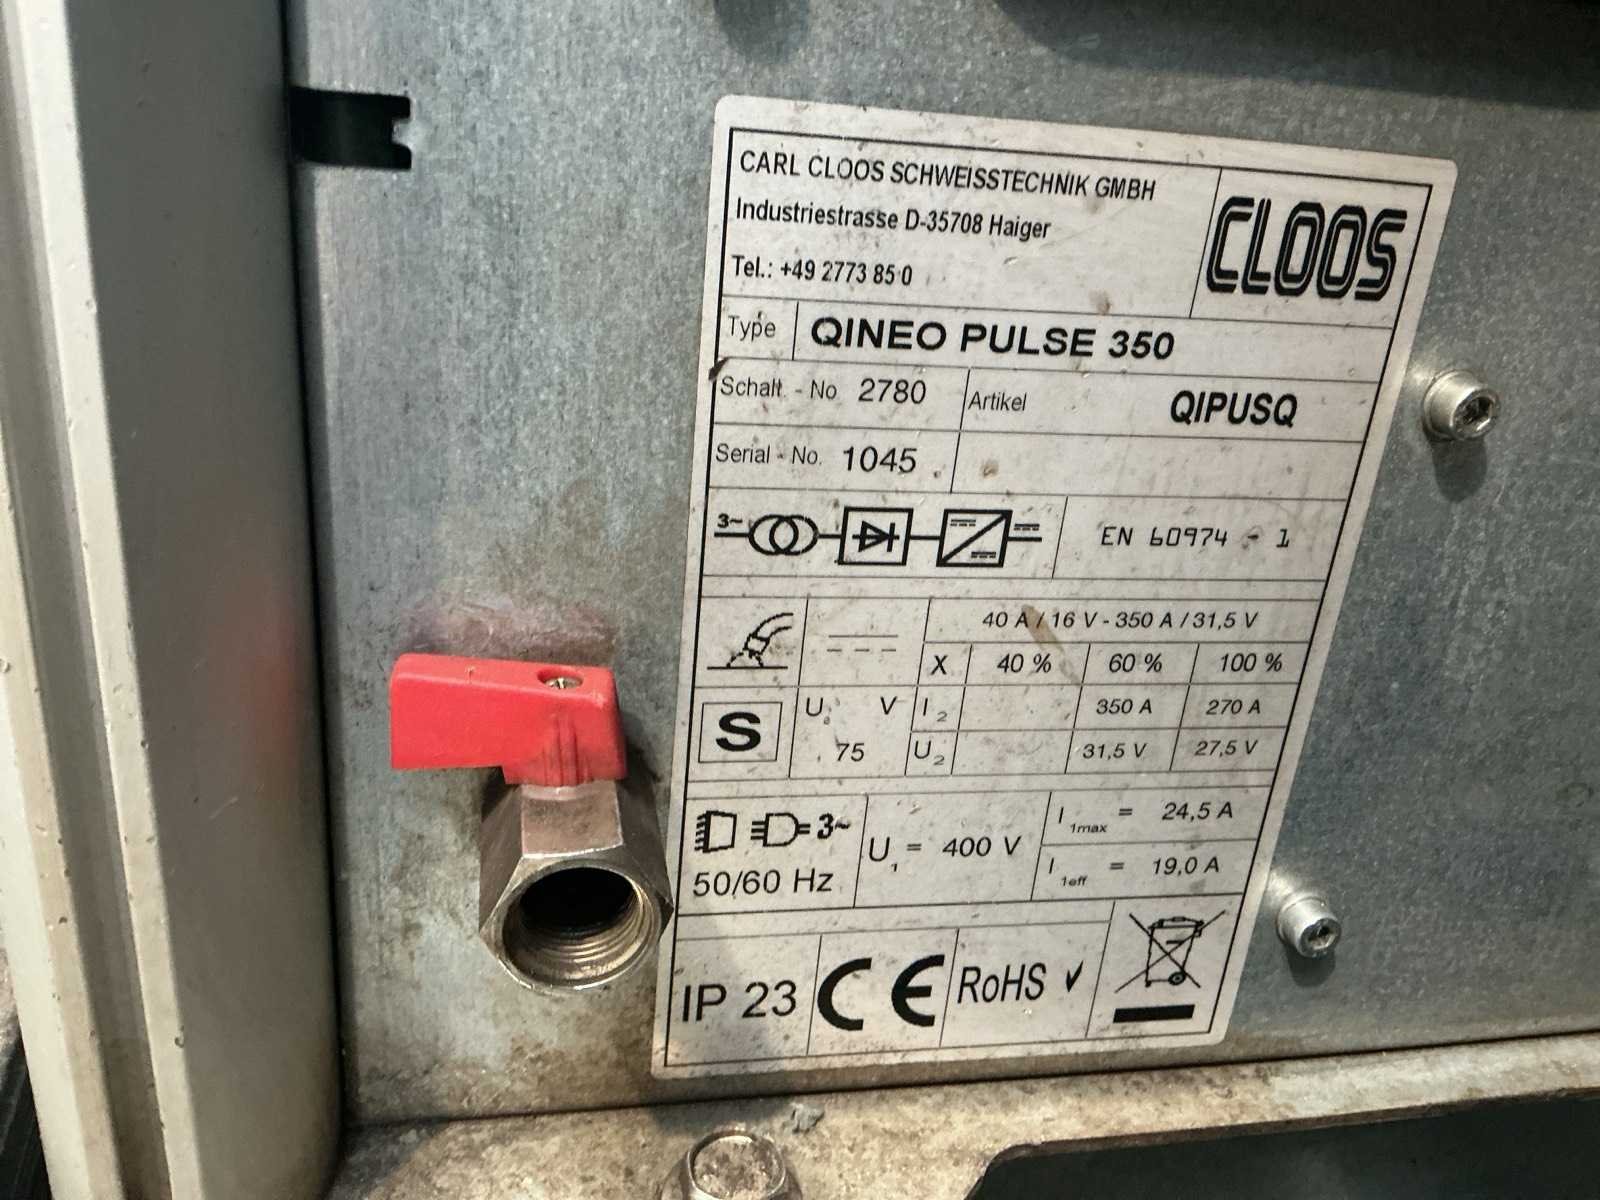 CARL CLOOS SCHWEISSTECHNIK GMBH
Industriestrasse D-35708 Haiger
Tel.: +49 2773 85 0
CLOOS
Type QINEO PULSE 350
Schalt. - No 2780 Artikel QIPUSQ
Serial - No. 1045
3~ EN 60974 - 1
40 A / 16 V - 350 A / 31,5 V
X 40 % 60 % 100 %
S U₀ V I₂ 350 A 270 A
75 U₂ 31,5 V 27,5 V
3~ U₁ = 400 V I1max = 24,5 A
50/60 Hz I1eff = 19,0 A
IP 23 CE RoHS ✓